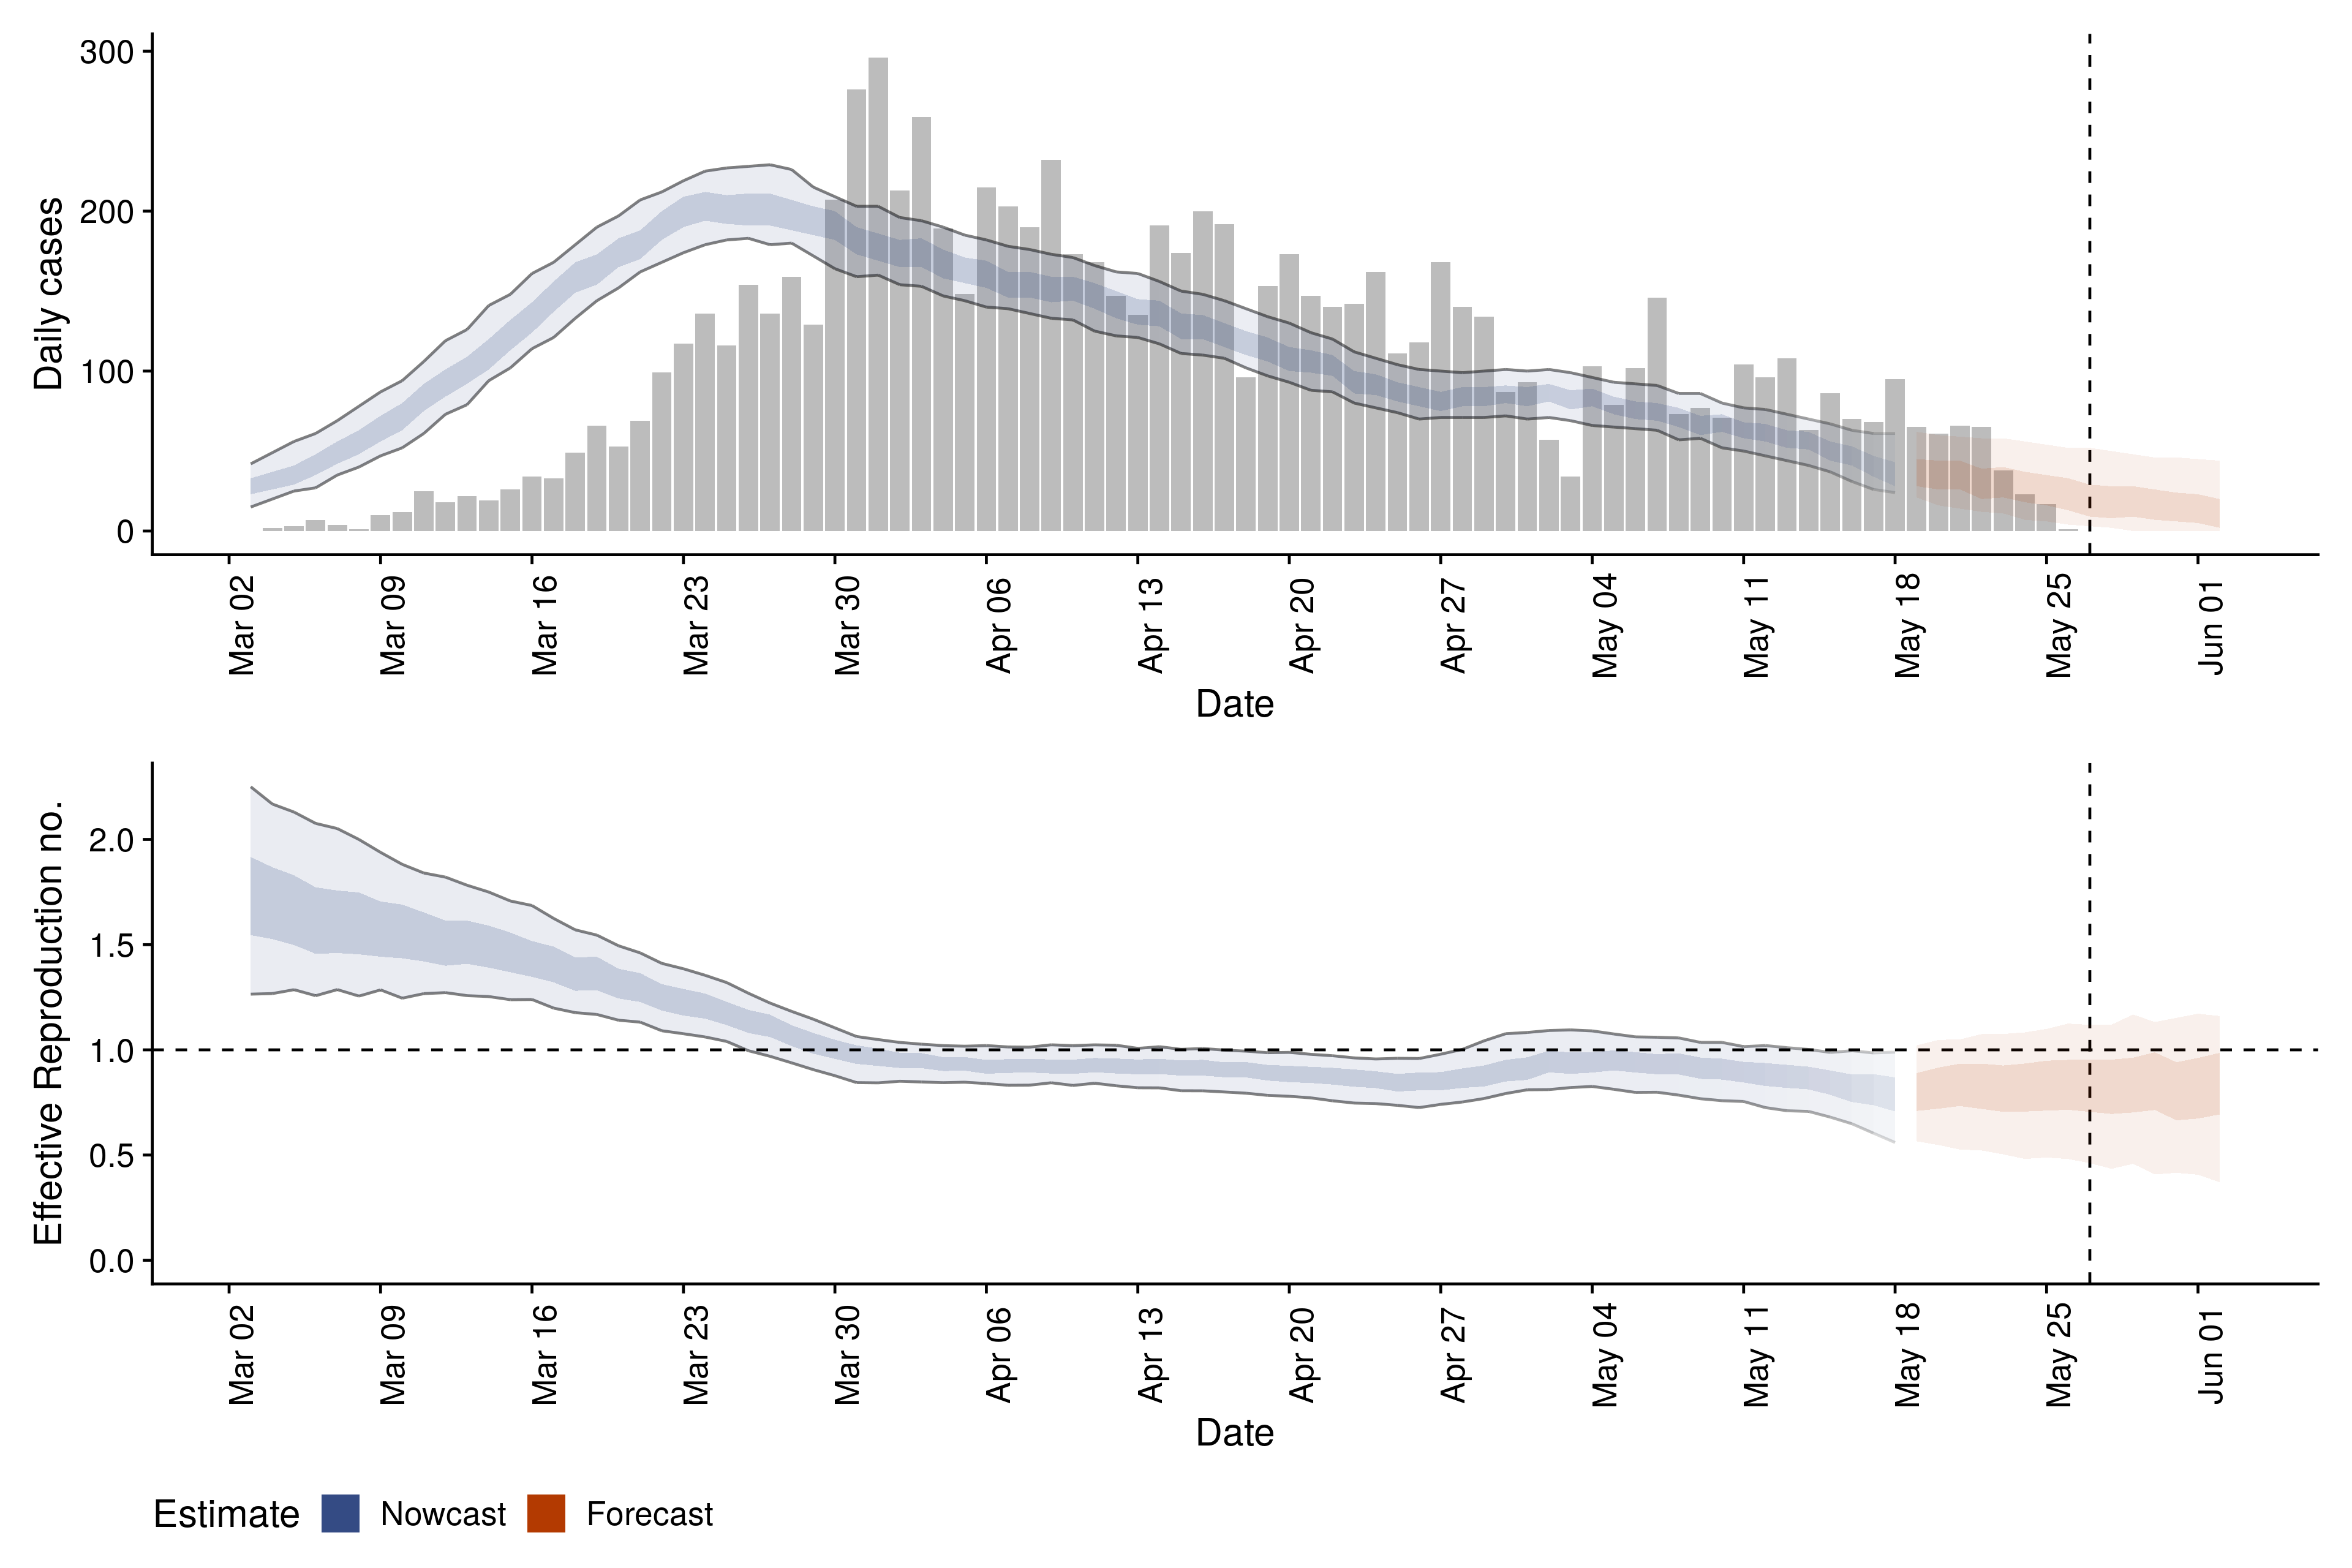 Daily cases
300
200
100
0
Mar 02 Mar 09 Mar 16 Mar 23 Mar 30 Apr 06 Apr 13 Apr 20 Apr 27 May 04 May 11 May 18 May 25 Jun 01
Date
Effective Reproduction no.
2.0
1.5
1.0
0.5
0.0
Mar 02 Mar 09 Mar 16 Mar 23 Mar 30 Apr 06 Apr 13 Apr 20 Apr 27 May 04 May 11 May 18 May 25 Jun 01
Date
Estimate Nowcast Forecast